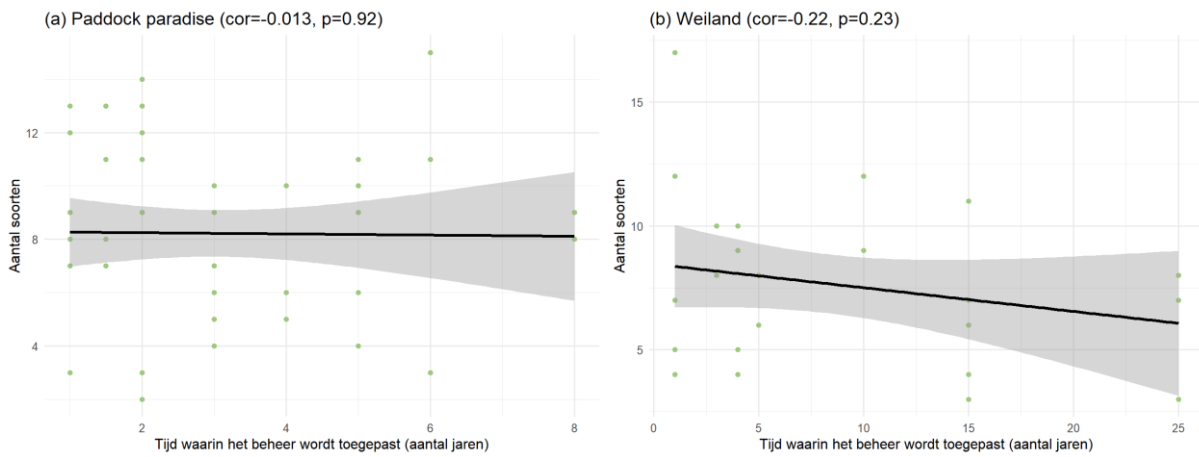 (a) Paddock paradise (cor=-0.013, p=0.92)
Aantal soorten
12
8
4
2
4
6
8
Tijd waarin het beheer wordt toegepast (aantal jaren)
(b) Weiland (cor=-0.22, p=0.23)
Aantal soorten
15
10
5
0
5
10
15
20
25
Tijd waarin het beheer wordt toegepast (aantal jaren)